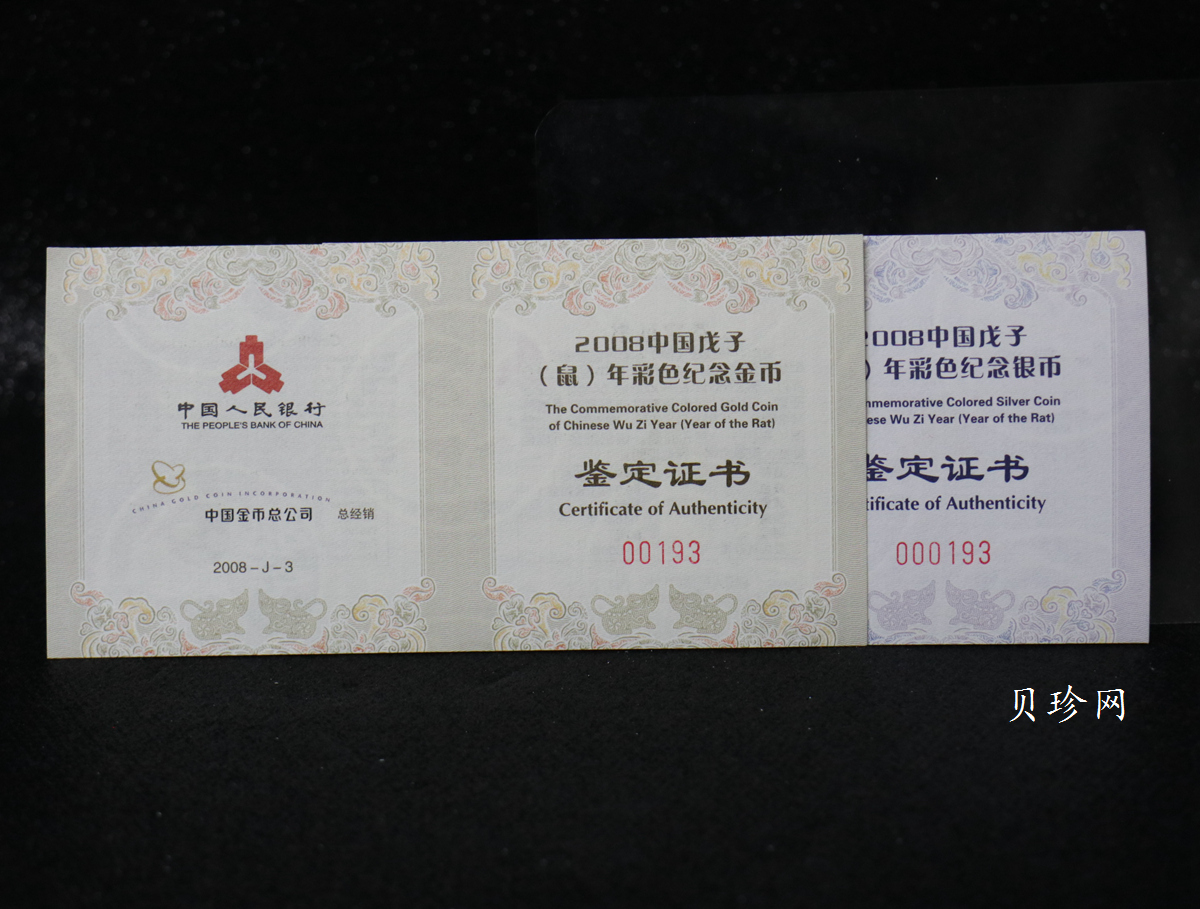 中国人民银行
THE PEOPLE'S BANK OF CHINA
CHINA GOLD COIN INCORPORATION
中国金币总公司 总经销
2008-J-3
2008中国戊子
(鼠)年彩色纪念金币
The Commemorative Colored Gold Coin
of Chinese Wu Zi Year (Year of the Rat)
鉴定证书
Certificate of Authenticity
00193
2008中国戊子
)年彩色纪念银币
nmemorative Colored Silver Coin
ese Wu Zi Year (Year of the Rat)
鉴定证书
tificate of Authenticity
000193
贝珍网